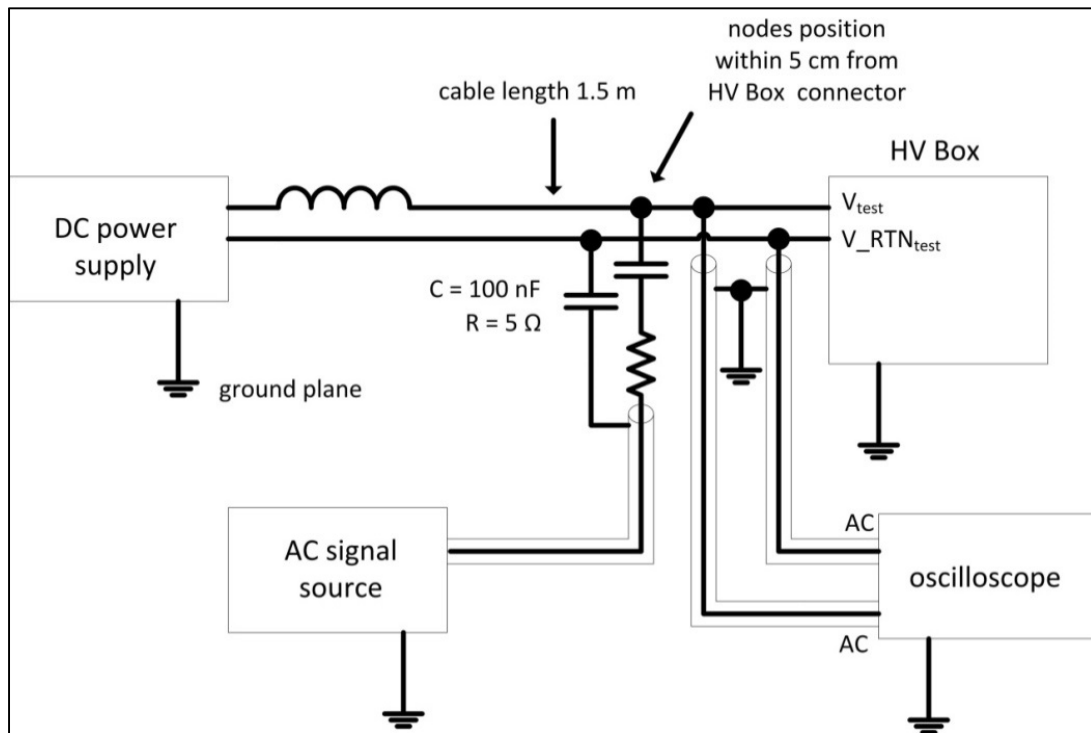 nodes position
within 5 cm from
HV Box connector
cable length 1.5 m
HV Box
DC power
supply
V_test
V_RTN_test
C = 100 nF
R = 5 Ω
ground plane
AC signal
source
AC
oscilloscope
AC